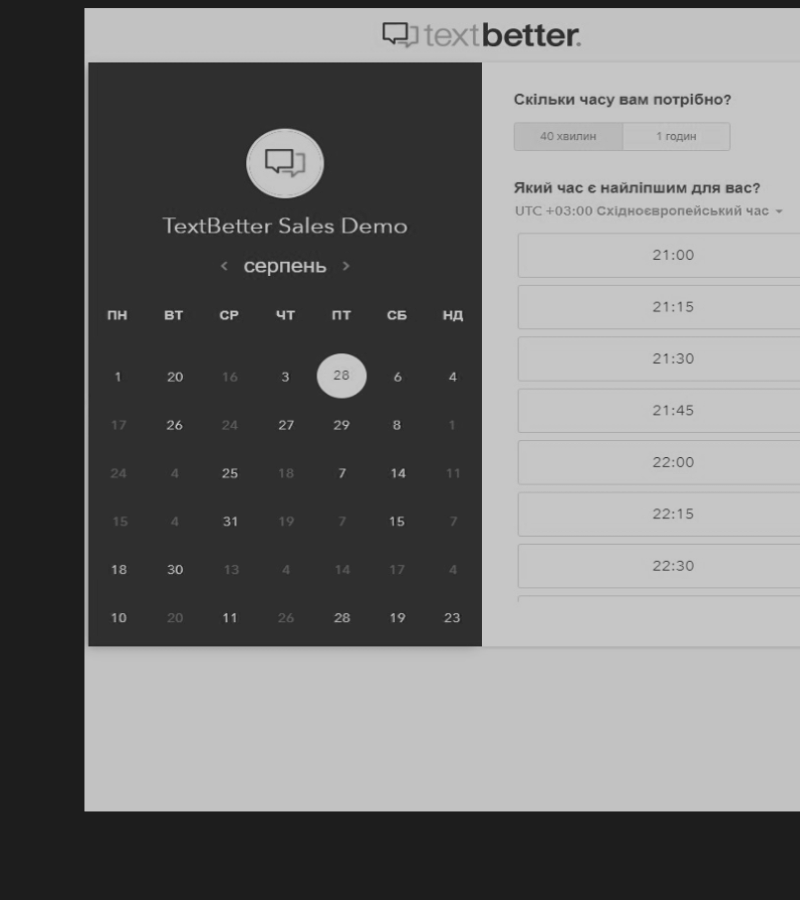 textbetter.
Скільки часу вам потрібно?
40 хвилин 1 годин
Який час є найліпшим для вас?
UTC +03:00 Східноєвропейський час
TextBetter Sales Demo
< серпень >
ПН ВТ СР ЧТ ПТ СБ НД
1 20 16 3 28 6 4
17 26 24 27 29 8 1
24 4 25 18 7 14 11
15 4 31 19 7 15 7
18 30 13 4 14 17 4
10 20 11 26 28 19 23
21:00
21:15
21:30
21:45
22:00
22:15
22:30